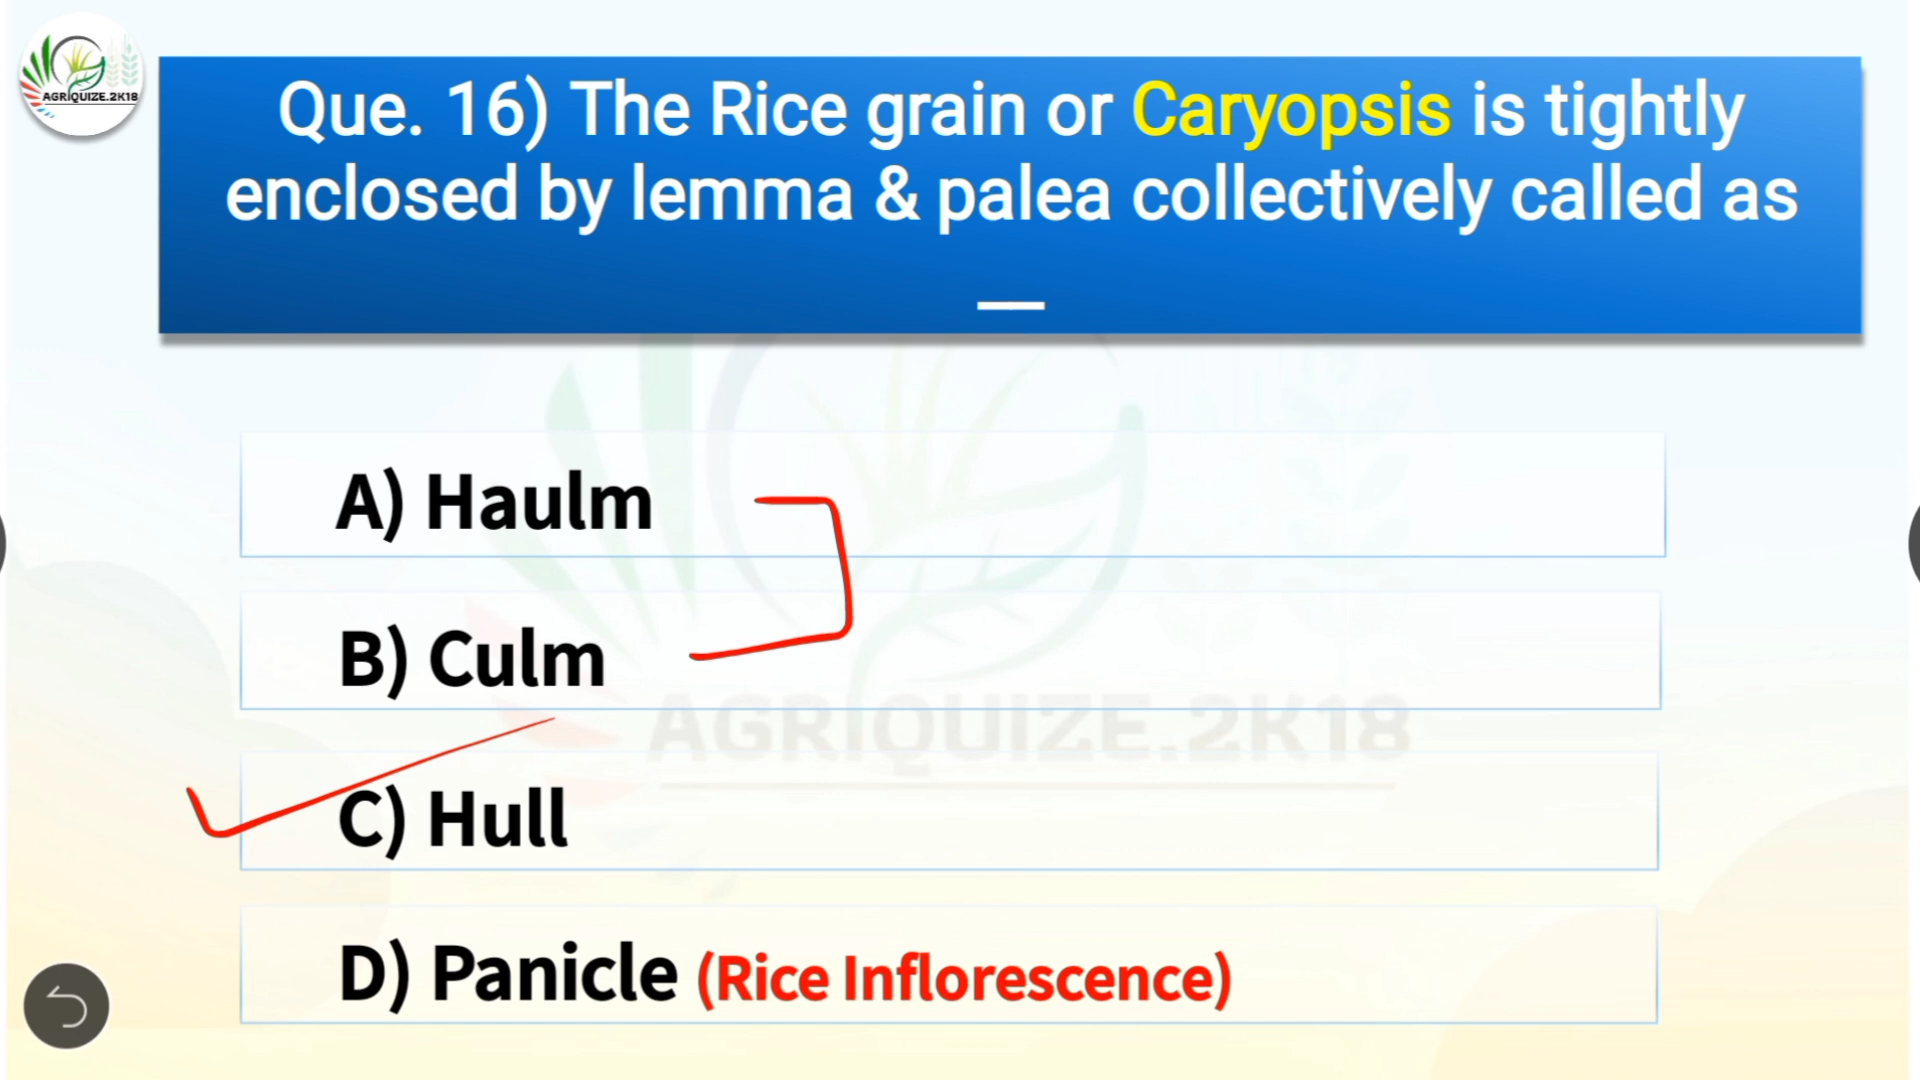 AGRIQUIZE.2K18
Que. 16) The Rice grain or Caryopsis is tightly
enclosed by lemma & palea collectively called as
__
A) Haulm
B) Culm
AGRIQUIZE.2K18
C) Hull
D) Panicle (Rice Inflorescence)